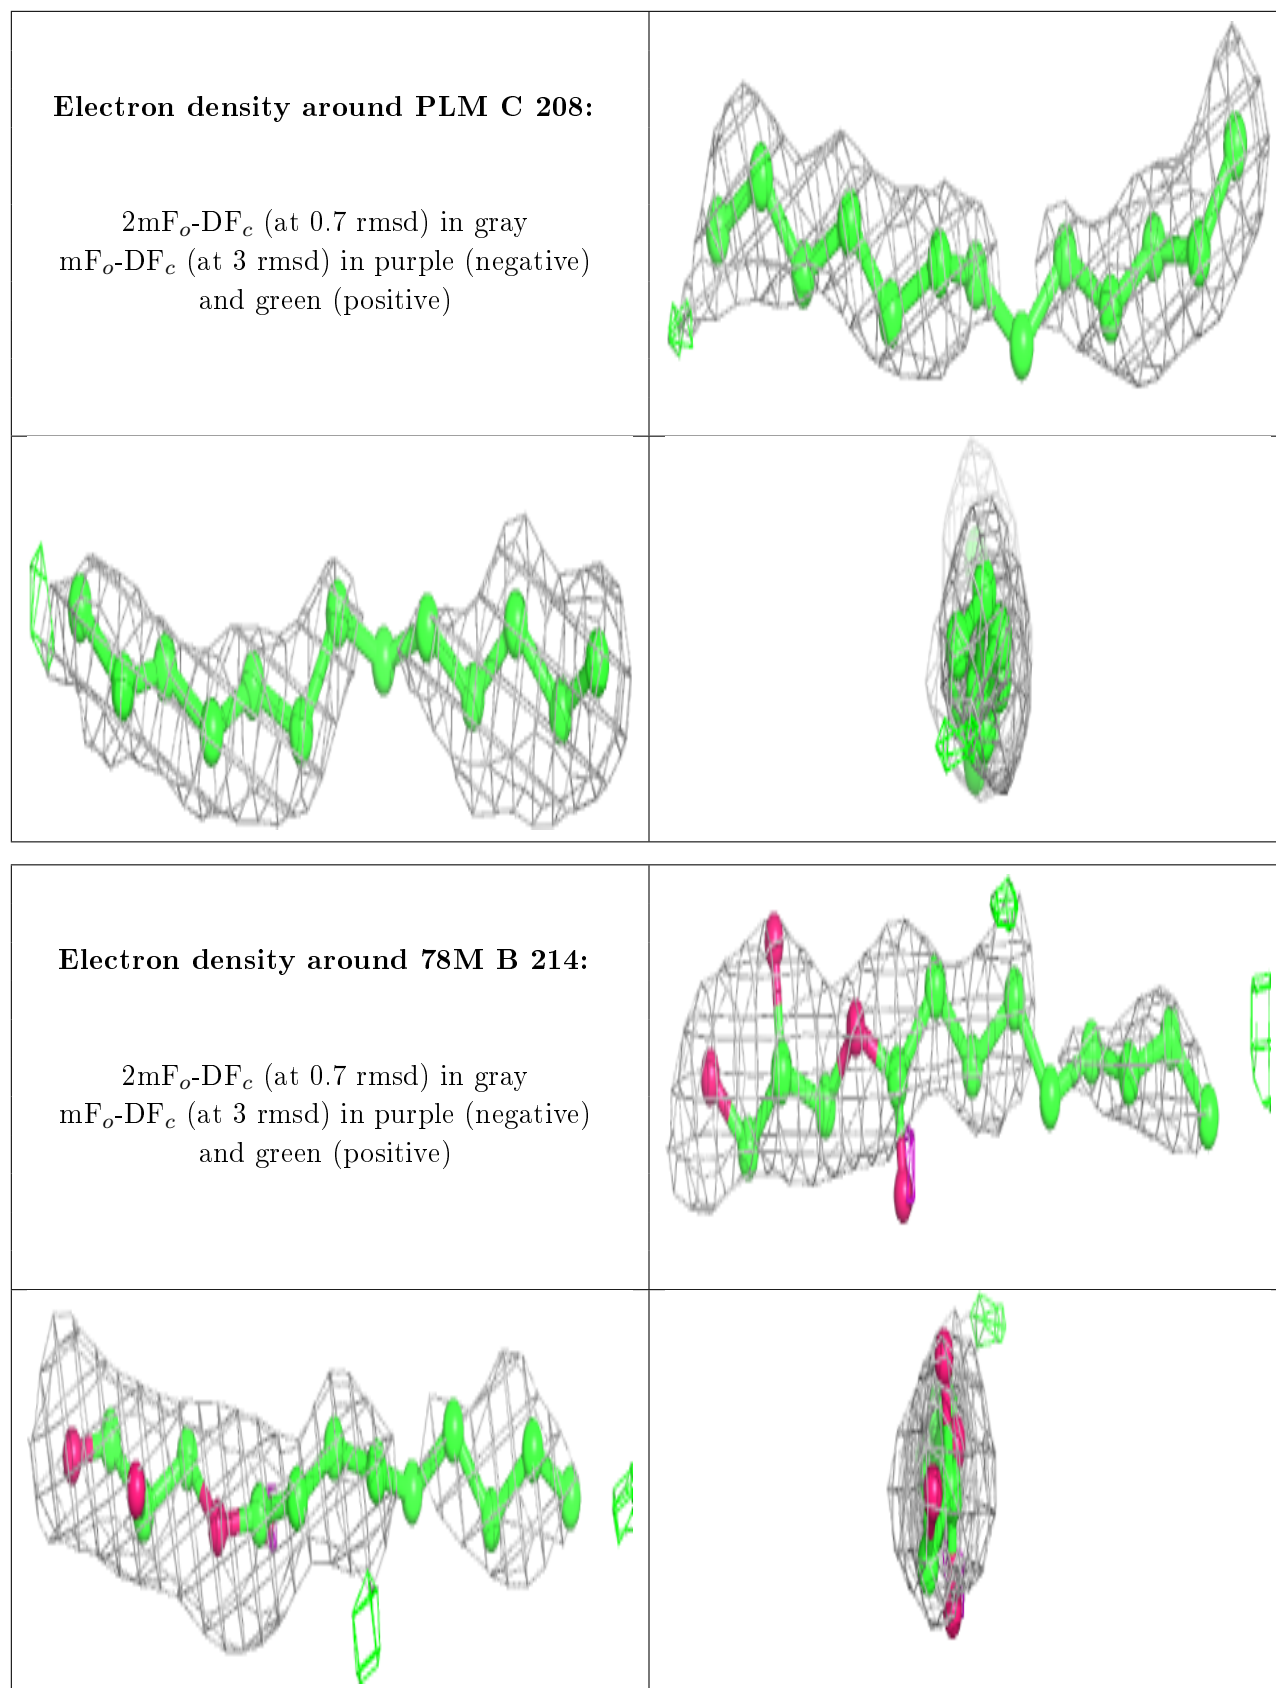 Electron density around PLM C 208:
2mFo-DFc (at 0.7 rmsd) in gray
mFo-DFc (at 3 rmsd) in purple (negative)
and green (positive)
Electron density around 78M B 214:
2mFo-DFc (at 0.7 rmsd) in gray
mFo-DFc (at 3 rmsd) in purple (negative)
and green (positive)